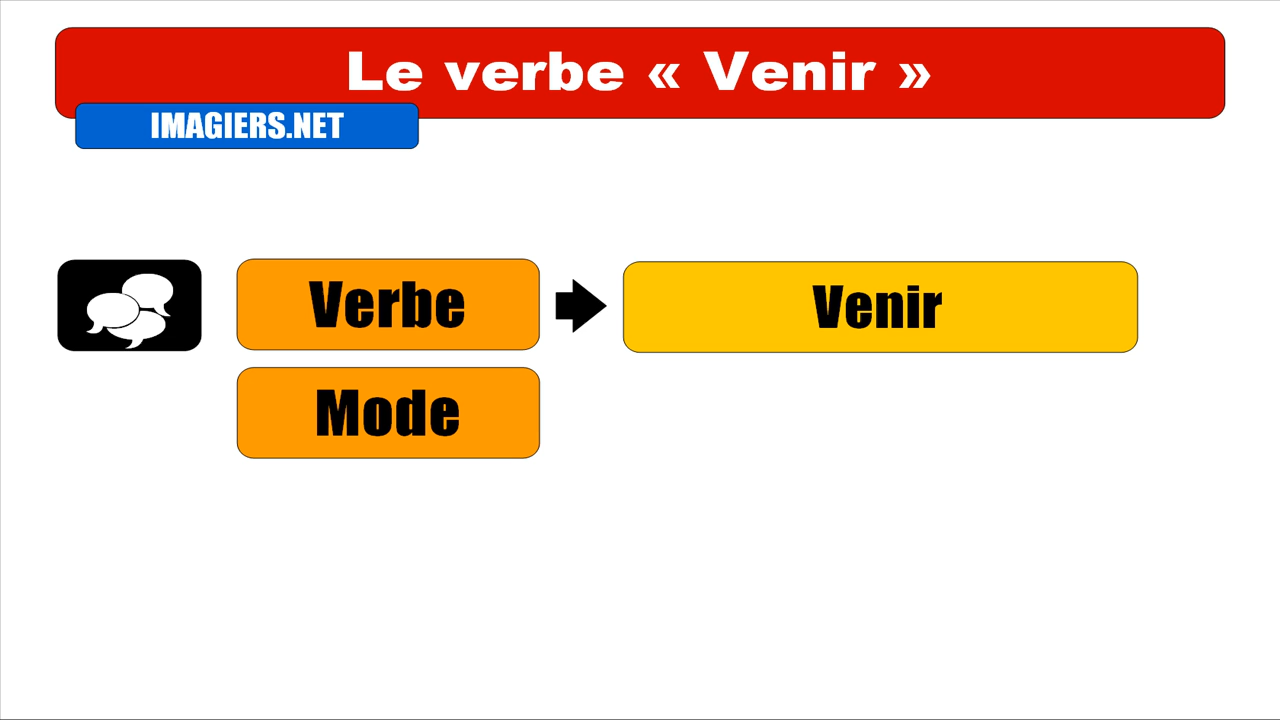 Le verbe « Venir »
IMAGIERS.NET
Verbe
Venir
Mode